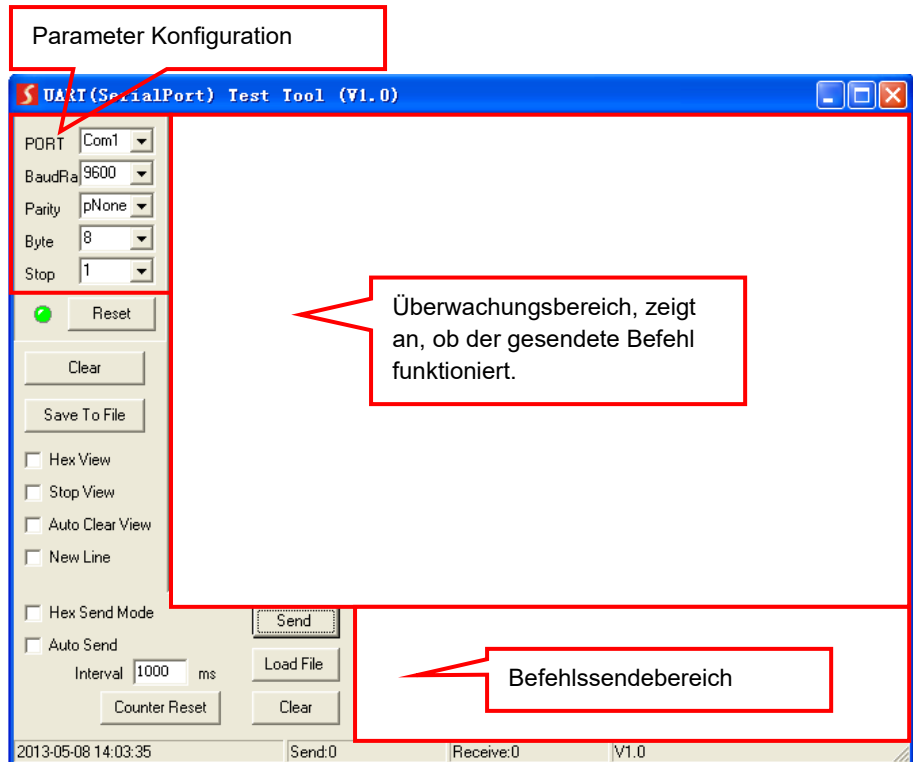 Parameter Konfiguration
UART(SerialPort) Test Tool (V1.0)
PORT Com1
BaudRa 9600
Parity pNone
Byte 8
Stop 1
Reset
Clear
Save To File
Hex View
Stop View
Auto Clear View
New Line
Überwachungsbereich, zeigt
an, ob der gesendete Befehl
funktioniert.
Hex Send Mode
Send
Auto Send
Interval 1000 ms
Load File
Counter Reset
Clear
Befehlssendebereich
2013-05-08 14:03:35 Send:0 Receive:0 V1.0